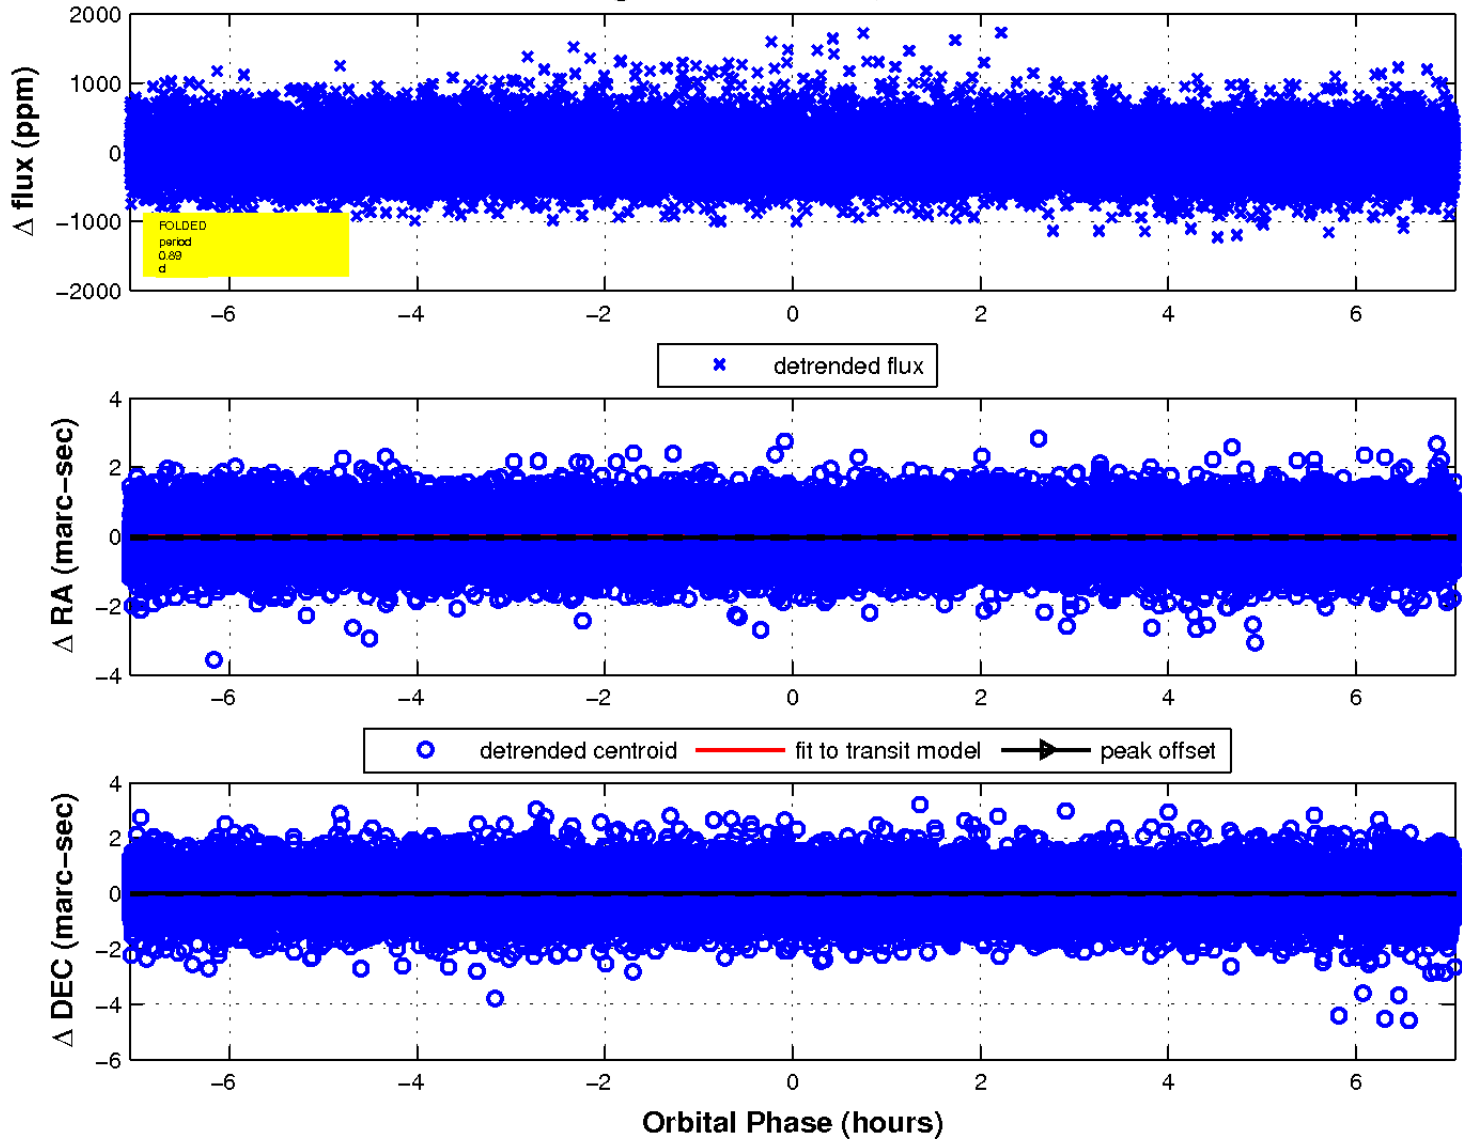 2000
1000
0
−1000
−2000
Δ flux (ppm)
FOLDED
period
0.89
d
−6 −4 −2 0 2 4 6
detrended flux
4
2
0
−2
−4
Δ RA (marc−sec)
−6 −4 −2 0 2 4 6
detrended centroid fit to transit model peak offset
4
2
0
−2
−4
−6
Δ DEC (marc−sec)
−6 −4 −2 0 2 4 6
Orbital Phase (hours)